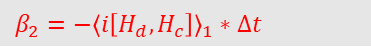 β₂ = −⟨i[H_d, H_c]⟩₁ * Δt